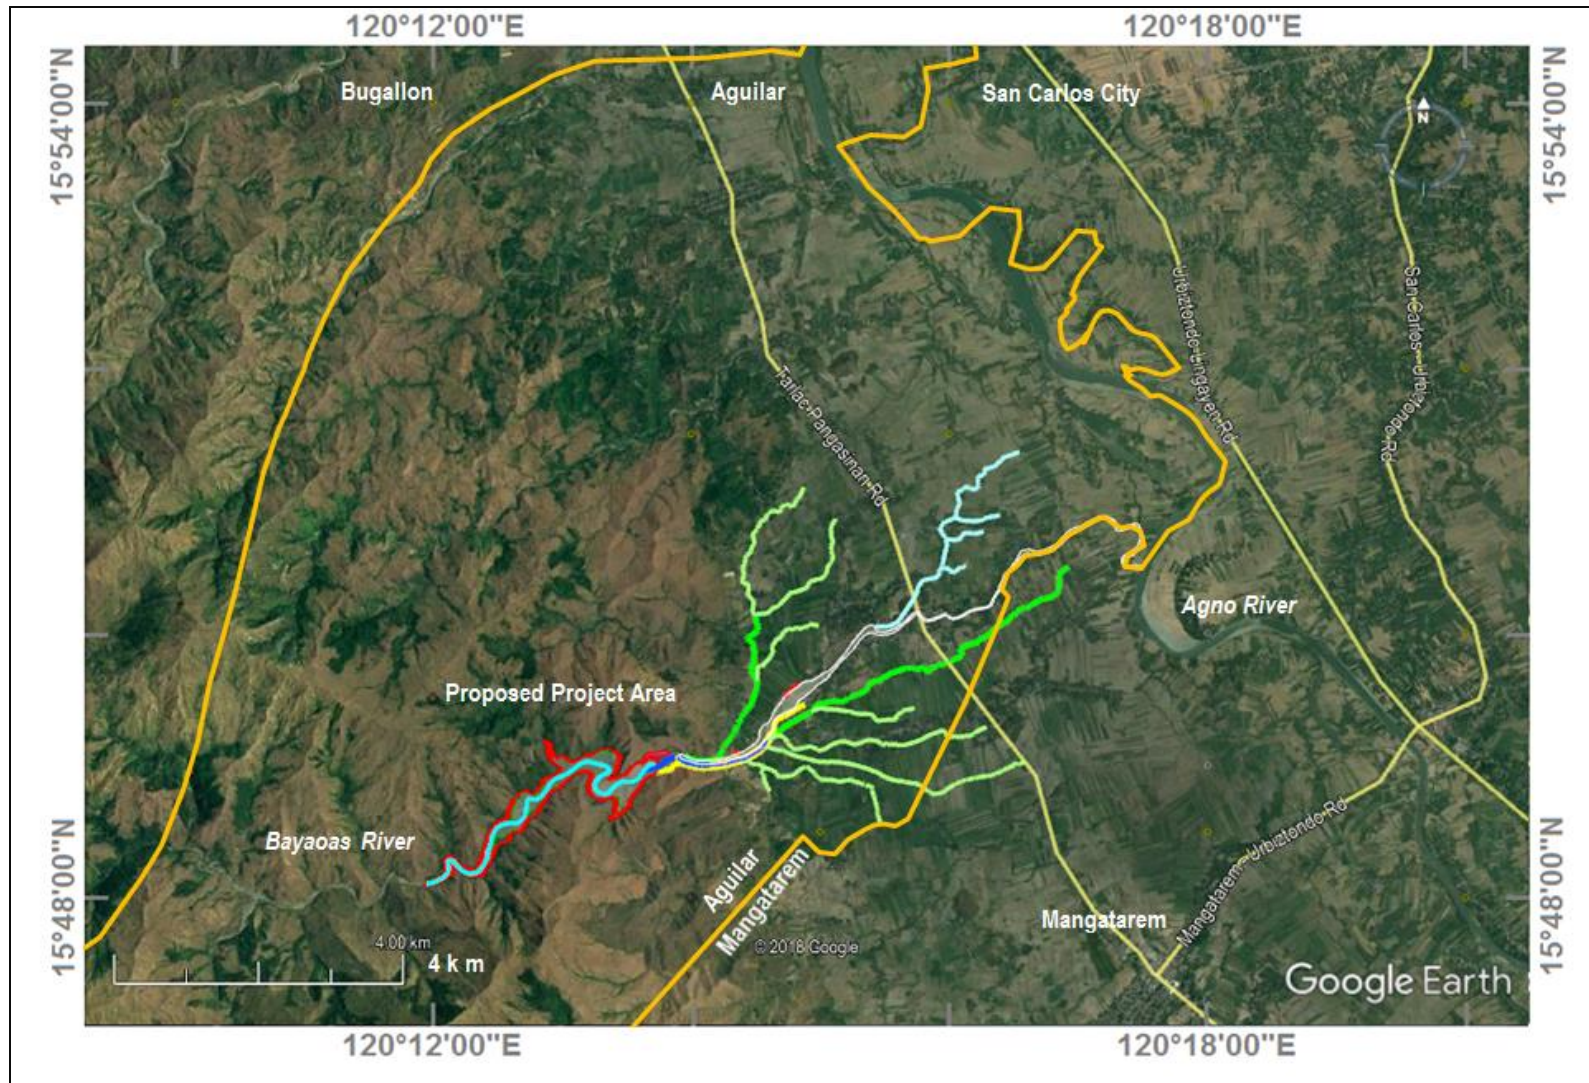 120°12'00"E
120°18'00"E
15°54'00"N
15°54'00"N
Bugallon
Aguilar
San Carlos City
N
Urbiztondo-Lingayen Rd
San Carlos - Urbiztondo Rd
Tarlac-Pangasinan Rd
Agno River
Proposed Project Area
Bayaoas River
Aguilar
Mangatarem
Mangatarem - Urbiztondo Rd
Mangatarem
15°48'00"N
15°48'00"N
4.00 km
4 k m
© 2018 Google
Google Earth
120°12'00"E
120°18'00"E